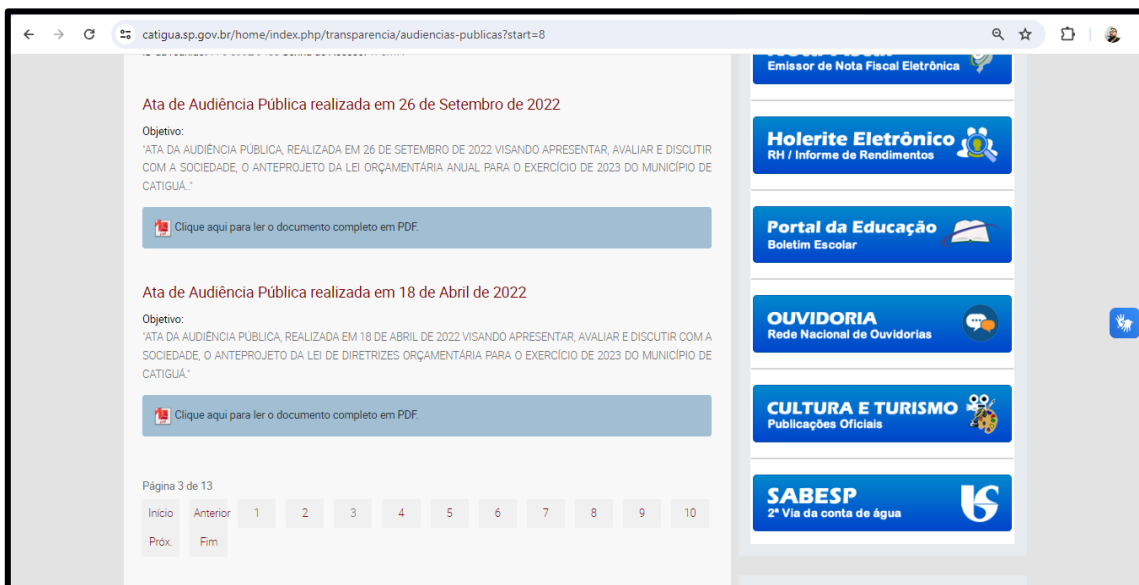 catigua.sp.gov.br/home/index.php/transparencia/audiencias-publicas?start=8
Ata de Audiência Pública realizada em 26 de Setembro de 2022
Objetivo:
"ATA DA AUDIÊNCIA PÚBLICA, REALIZADA EM 26 DE SETEMBRO DE 2022 VISANDO APRESENTAR, AVALIAR E DISCUTIR
COM A SOCIEDADE, O ANTEPROJETO DA LEI ORÇAMENTÁRIA ANUAL PARA O EXERCÍCIO DE 2023 DO MUNICÍPIO DE
CATIGUÁ.."
Clique aqui para ler o documento completo em PDF.
Ata de Audiência Pública realizada em 18 de Abril de 2022
Objetivo:
"ATA DA AUDIÊNCIA PÚBLICA, REALIZADA EM 18 DE ABRIL DE 2022 VISANDO APRESENTAR, AVALIAR E DISCUTIR COM A
SOCIEDADE, O ANTEPROJETO DA LEI DE DIRETRIZES ORÇAMENTÁRIA PARA O EXERCÍCIO DE 2023 DO MUNICÍPIO DE
CATIGUÁ."
Clique aqui para ler o documento completo em PDF.
Página 3 de 13
Início Anterior 1 2 3 4 5 6 7 8 9 10
Próx. Fim
Nota Fiscal
Emissor de Nota Fiscal Eletrônica
Holerite Eletrônico
RH / Informe de Rendimentos
Portal da Educação
Boletim Escolar
OUVIDORIA
Rede Nacional de Ouvidorias
CULTURA E TURISMO
Publicações Oficiais
SABESP
2ª Via da conta de água